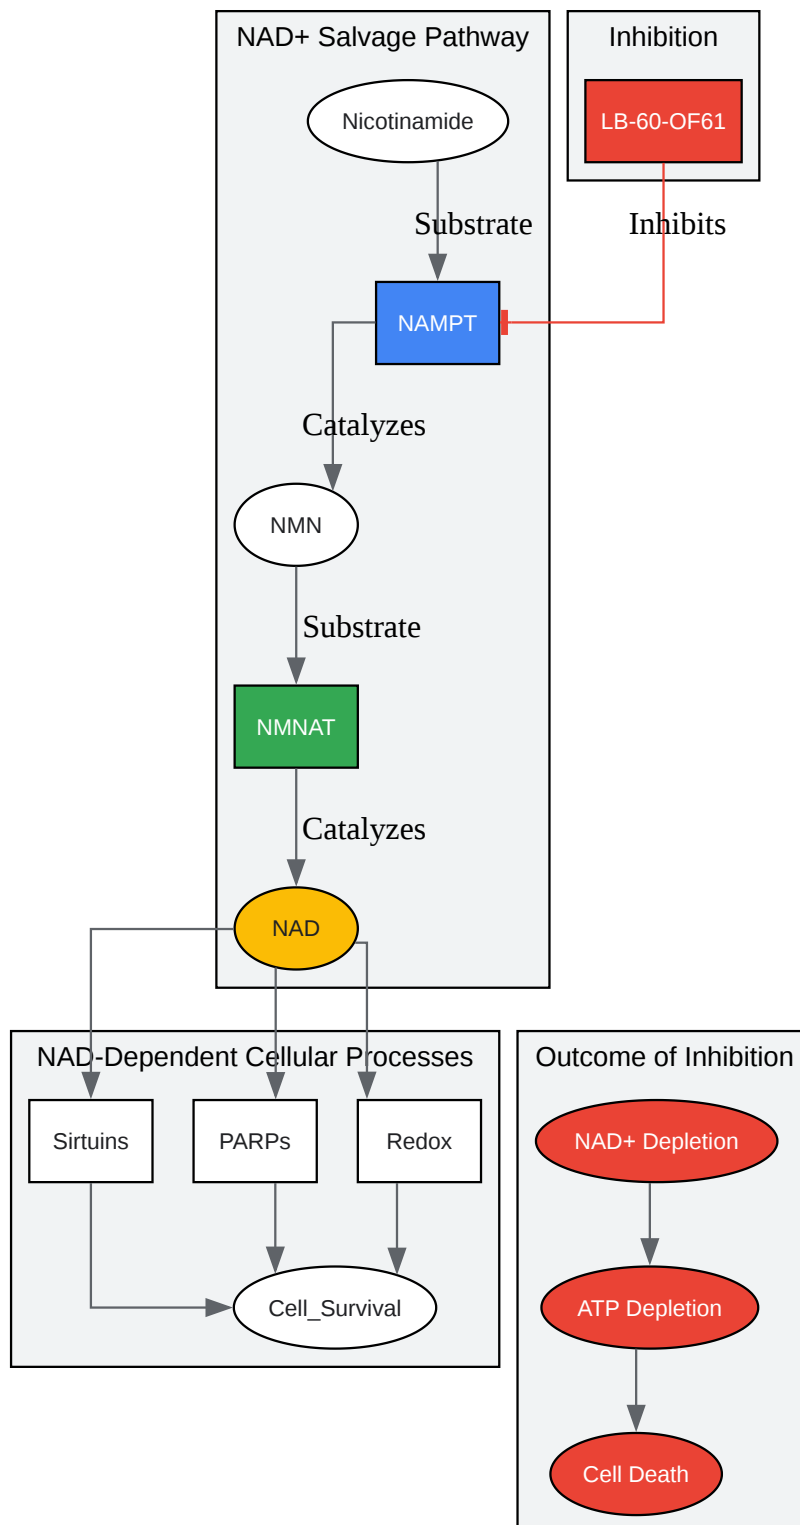 NAD+ Salvage Pathway
Inhibition
Nicotinamide
LB-60-OF61
Substrate
Inhibits
NAMPT
Catalyzes
NMN
Substrate
NMNAT
Catalyzes
NAD
NAD-Dependent Cellular Processes
Outcome of Inhibition
Sirtuins
PARPs
Redox
NAD+ Depletion
Cell_Survival
ATP Depletion
Cell Death